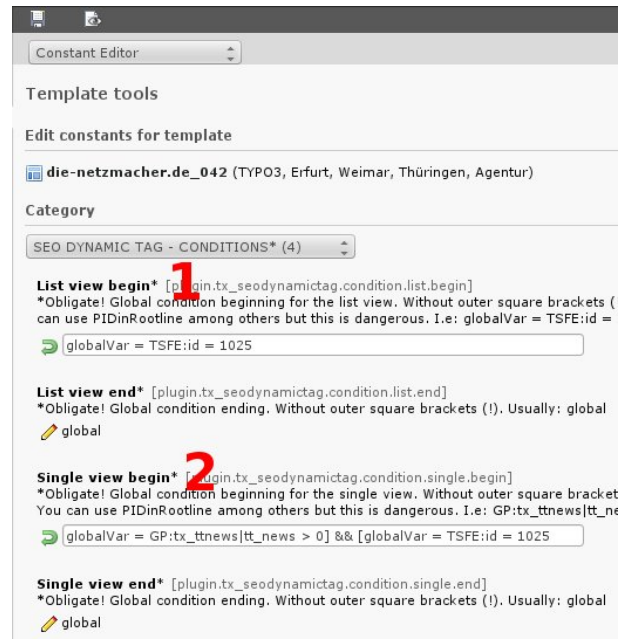 Constant Editor
Template tools
Edit constants for template
die-netzmacher.de_042 (TYPO3, Erfurt, Weimar, Thüringen, Agentur)
Category
SEO DYNAMIC TAG - CONDITIONS* (4)
1
List view begin* [plugin.tx_seodynamictag.condition.list.begin]
*Obligate! Global condition beginning for the list view. Without outer square brackets (
can use PIDinRootline among others but this is dangerous. I.e: globalVar = TSFE:id =
globalVar = TSFE:id = 1025
List view end* [plugin.tx_seodynamictag.condition.list.end]
*Obligate! Global condition ending. Without outer square brackets (!). Usually: global
global
2
Single view begin* [plugin.tx_seodynamictag.condition.single.begin]
*Obligate! Global condition beginning for the single view. Without outer square bracket
You can use PIDinRootline among others but this is dangerous. I.e: GP:tx_ttnews|tt_ne
globalVar = GP:tx_ttnews|tt_news > 0] && [globalVar = TSFE:id = 1025
Single view end* [plugin.tx_seodynamictag.condition.single.end]
*Obligate! Global condition ending. Without outer square brackets (!). Usually: global
global